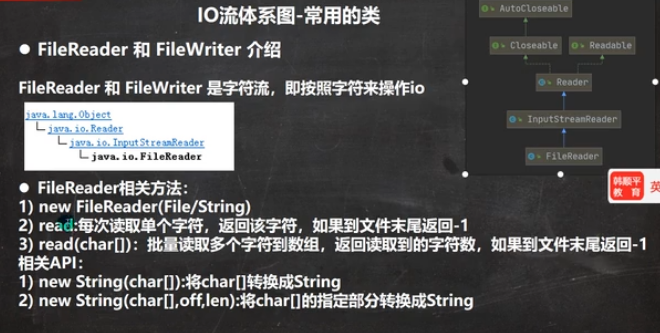 IO流体系图-常用的类
AutoCloseable
Closeable
Readable
Reader
InputStreamReader
FileReader
● FileReader 和 FileWriter 介绍
FileReader 和 FileWriter 是字符流，即按照字符来操作io
java.lang.Object
java.io.Reader
java.io.InputStreamReader
java.io.FileReader
韩顺平
教育
英
● FileReader相关方法：
1) new FileReader(File/String)
2) read:每次读取单个字符，返回该字符，如果到文件末尾返回-1
3) read(char[])：批量读取多个字符到数组，返回读取到的字符数，如果到文件末尾返回-1
相关API：
1) new String(char[]):将char[]转换成String
2) new String(char[],off,len):将char[]的指定部分转换成String